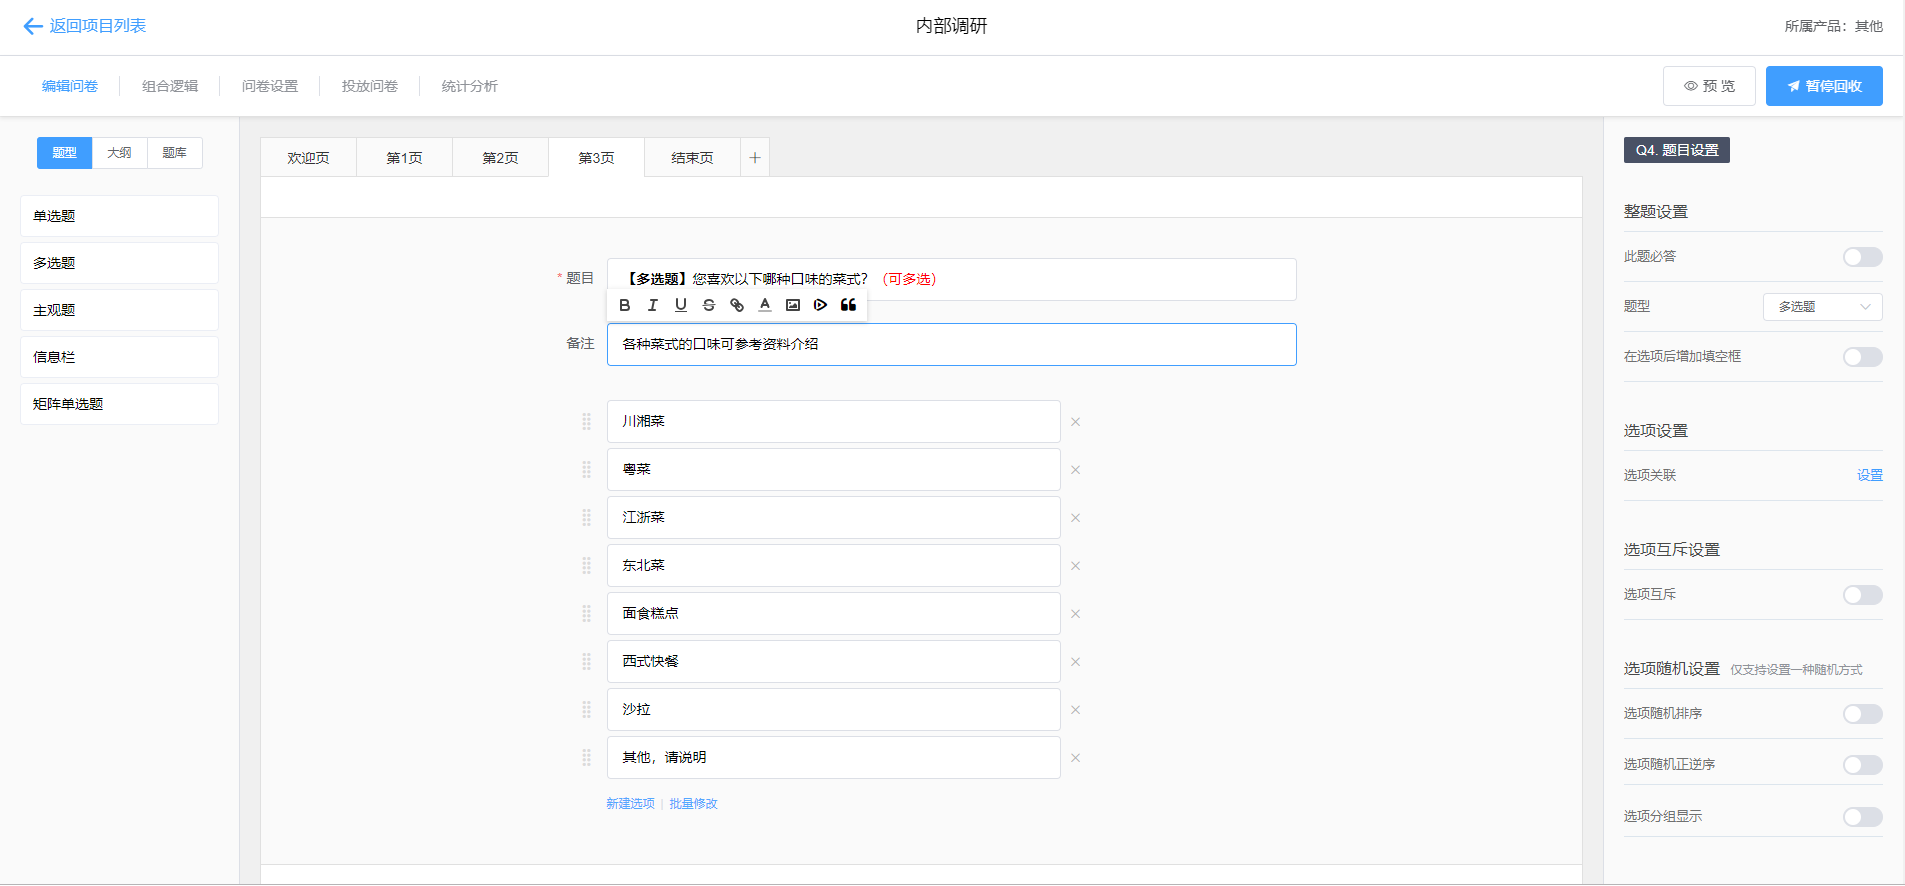 返回项目列表
内部调研
所属产品：其他
编辑问卷
组合逻辑
问卷设置
投放问卷
统计分析
预 览
暂停回收
题型
大纲
题库
单选题
多选题
主观题
信息栏
矩阵单选题
欢迎页
第1页
第2页
第3页
结束页
* 题目
【多选题】您喜欢以下哪种口味的菜式？（可多选）
备注
各种菜式的口味可参考资料介绍
川湘菜
粤菜
江浙菜
东北菜
面食糕点
西式快餐
沙拉
其他，请说明
新建选项 | 批量修改
Q4. 题目设置
整题设置
此题必答
题型
多选题
在选项后增加填空框
选项设置
选项关联
设置
选项互斥设置
选项互斥
选项随机设置 仅支持设置一种随机方式
选项随机排序
选项随机正逆序
选项分组显示